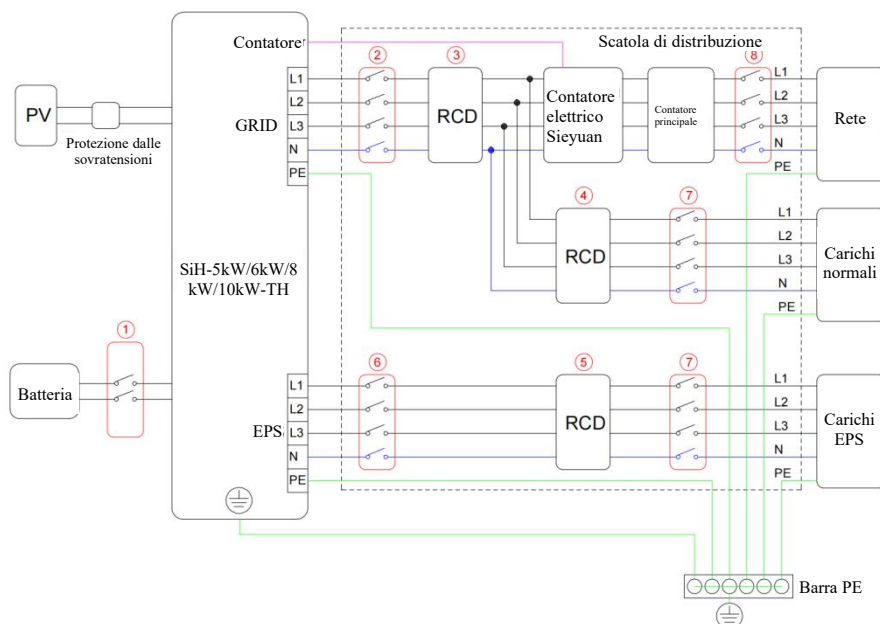 Contatore
Scatola di distribuzione
②
③
⑧
L1
L2
L3
N
PE
GRID
RCD
Contatore
elettrico
Sieyuan
Contatore
principale
L1
L2
L3
N
PE
Rete
PV
Protezione dalle
sovratensioni
④
⑦
RCD
L1
L2
L3
N
PE
Carichi
normali
SiH-5kW/6kW/8
kW/10kW-TH
①
Batteria
⑥
⑤
⑦
L1
L2
L3
N
PE
EPS
RCD
L1
L2
L3
N
PE
Carichi
EPS
Barra PE